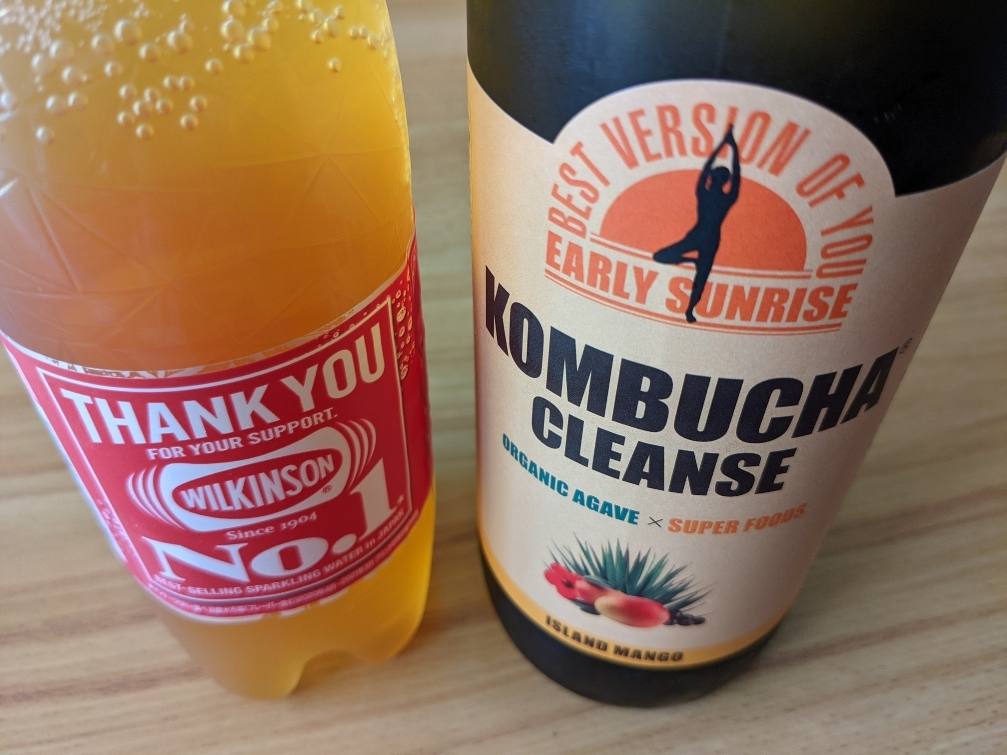 THANK YOU
FOR YOUR SUPPORT.
WILKINSON®
Since 1904
No.1*
BEST-SELLING SPARKLING WATER in JAPAN
BEST VERSION OF YOU
EARLY SUNRISE
KOMBUCHA®
CLEANSE
ORGANIC AGAVE × SUPER FOODS
ISLAND MANGO